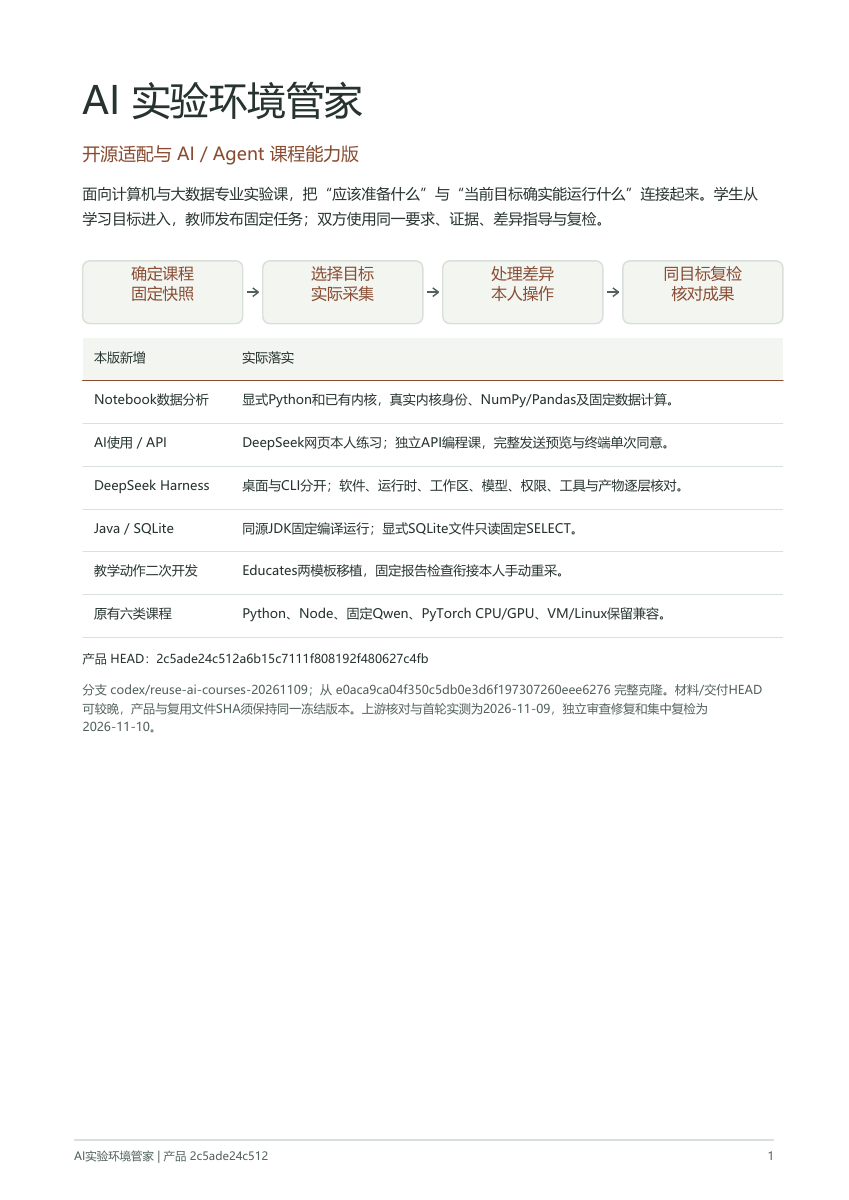 AI 实验环境管家
开源适配与 AI / Agent 课程能力版
面向计算机与大数据专业实验课，把“应该准备什么”与“当前目标确实能运行什么”连接起来。学生从
学习目标进入，教师发布固定任务；双方使用同一要求、证据、差异指导与复检。
确定课程
固定快照
选择目标
实际采集
处理差异
本人操作
同目标复检
核对成果
本版新增 实际落实
Notebook数据分析 显式Python和已有内核，真实内核身份、NumPy/Pandas及固定数据计算。
AI使用 / API DeepSeek网页本人练习；独立API编程课，完整发送预览与终端单次同意。
DeepSeek Harness 桌面与CLI分开；软件、运行时、工作区、模型、权限、工具与产物逐层核对。
Java / SQLite 同源JDK固定编译运行；显式SQLite文件只读固定SELECT。
教学动作二次开发 Educates两模板移植，固定报告检查衔接本人手动重采。
原有六类课程 Python、Node、固定Qwen、PyTorch CPU/GPU、VM/Linux保留兼容。
产品 HEAD：2c5ade24c512a6b15c7111f808192f480627c4fb
分支 codex/reuse-ai-courses-20261109；从 e0aca9ca04f350c5db0e3d6f197307260eee6276 完整克隆。材料/交付HEAD
可较晚，产品与复用文件SHA须保持同一冻结版本。上游核对与首轮实测为2026-11-09，独立审查修复和集中复检为
2026-11-10。
AI实验环境管家 | 产品 2c5ade24c512 1